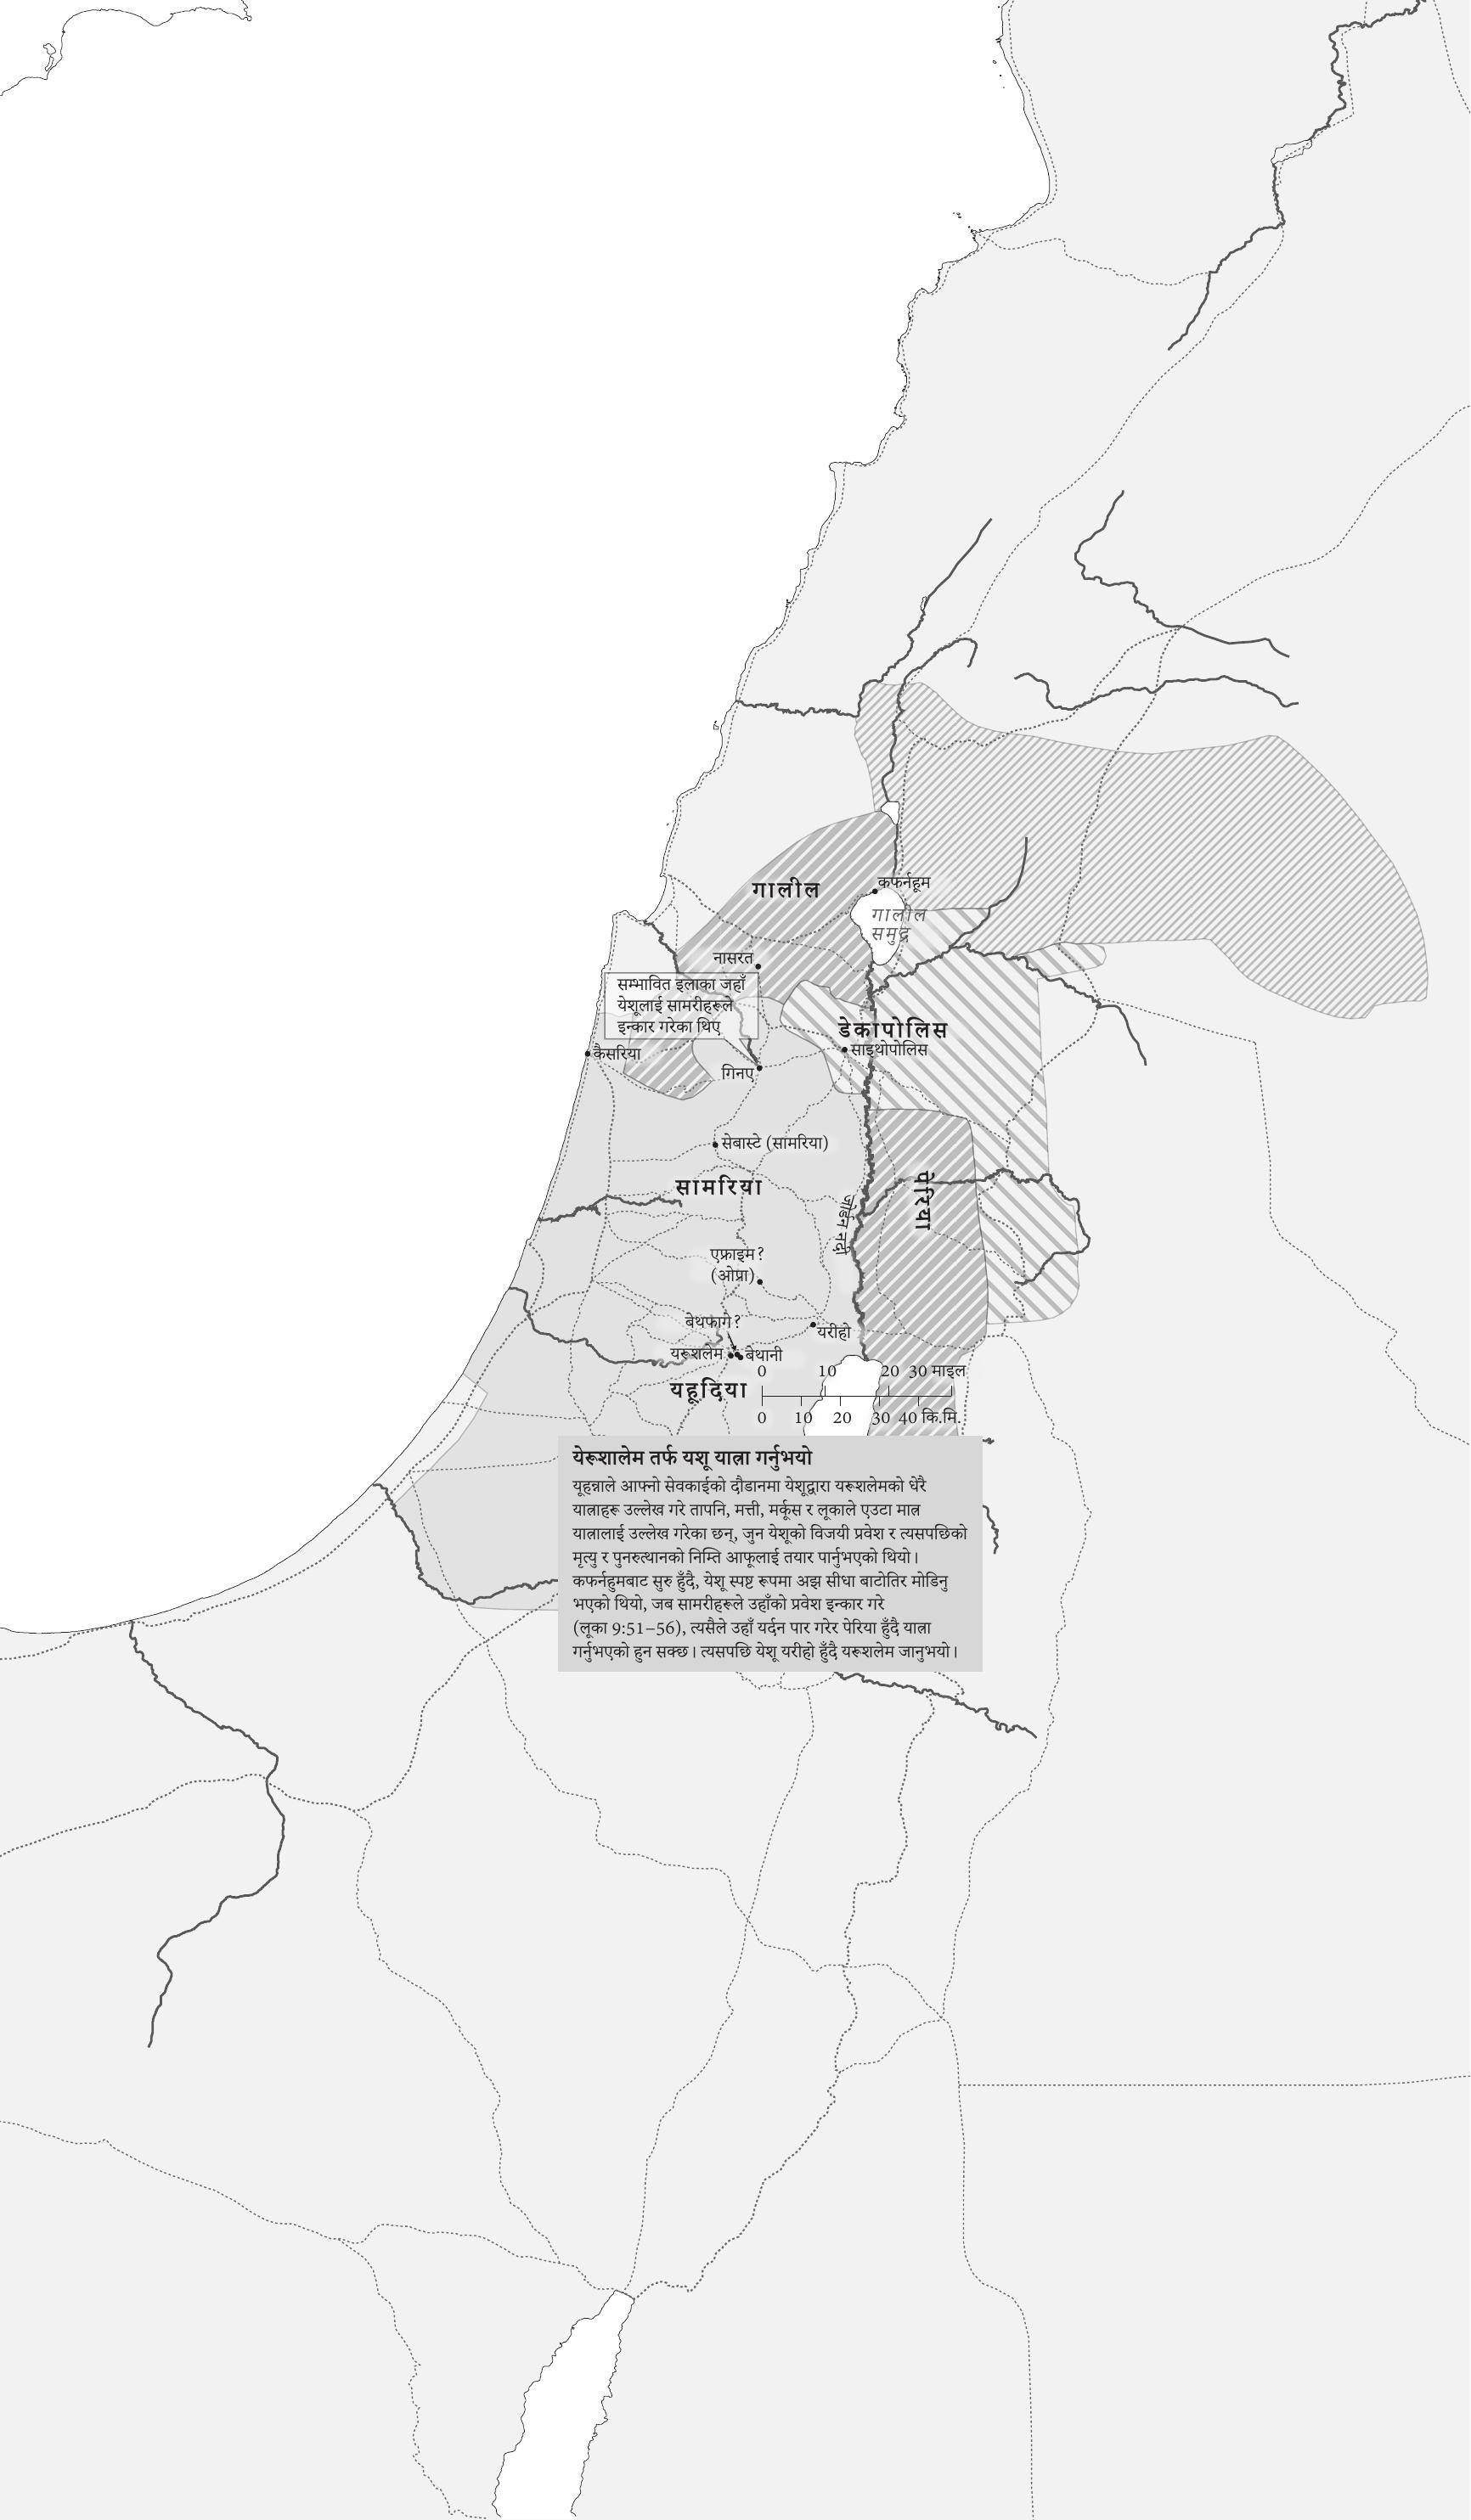 गालील
कफर्नहूम
गालील
समुद्र
नासरत
सम्भावित इलाका जहाँ
येशूलाई सामरीहरूले
इन्कार गरेका थिए
डेकापोलिस
साइथोपोलिस
कैसरिया
गिनए
सेबास्टे (सामरिया)
सामरिया
पेरिया
जोर्डन नदी
एफ्राइम?
(ओप्रा)
बेथफागे?
यरीहो
यरूशलेम
बेथानी
यहूदिया
0 10 20 30 माइल
0 10 20 30 40 कि.मि.
येरूशालेम तर्फ यशू यात्रा गर्नुभयो
यूहन्नाले आफ्नो सेवकाईको दौडानमा येशूद्वारा यरूशलेमको धेरै
यात्राहरू उल्लेख गरे तापनि, मत्ती, मर्कूस र लूकाले एउटा मात्र
यात्रालाई उल्लेख गरेका छन्, जुन येशूको विजयी प्रवेश र त्यसपछिको
मृत्यु र पुनरुत्थानको निम्ति आफूलाई तयार पार्नुभएको थियो।
कफर्नहुमबाट सुरु हुँदै, येशू स्पष्ट रूपमा अझ सीधा बाटोतिर मोडिनु
भएको थियो, जब सामरीहरूले उहाँको प्रवेश इन्कार गरे
(लूका 9:51–56), त्यसैले उहाँ यर्दन पार गरेर पेरिया हुँदै यात्रा
गर्नुभएको हुन सक्छ। त्यसपछि येशू यरीहो हुँदै यरूशलेम जानुभयो।